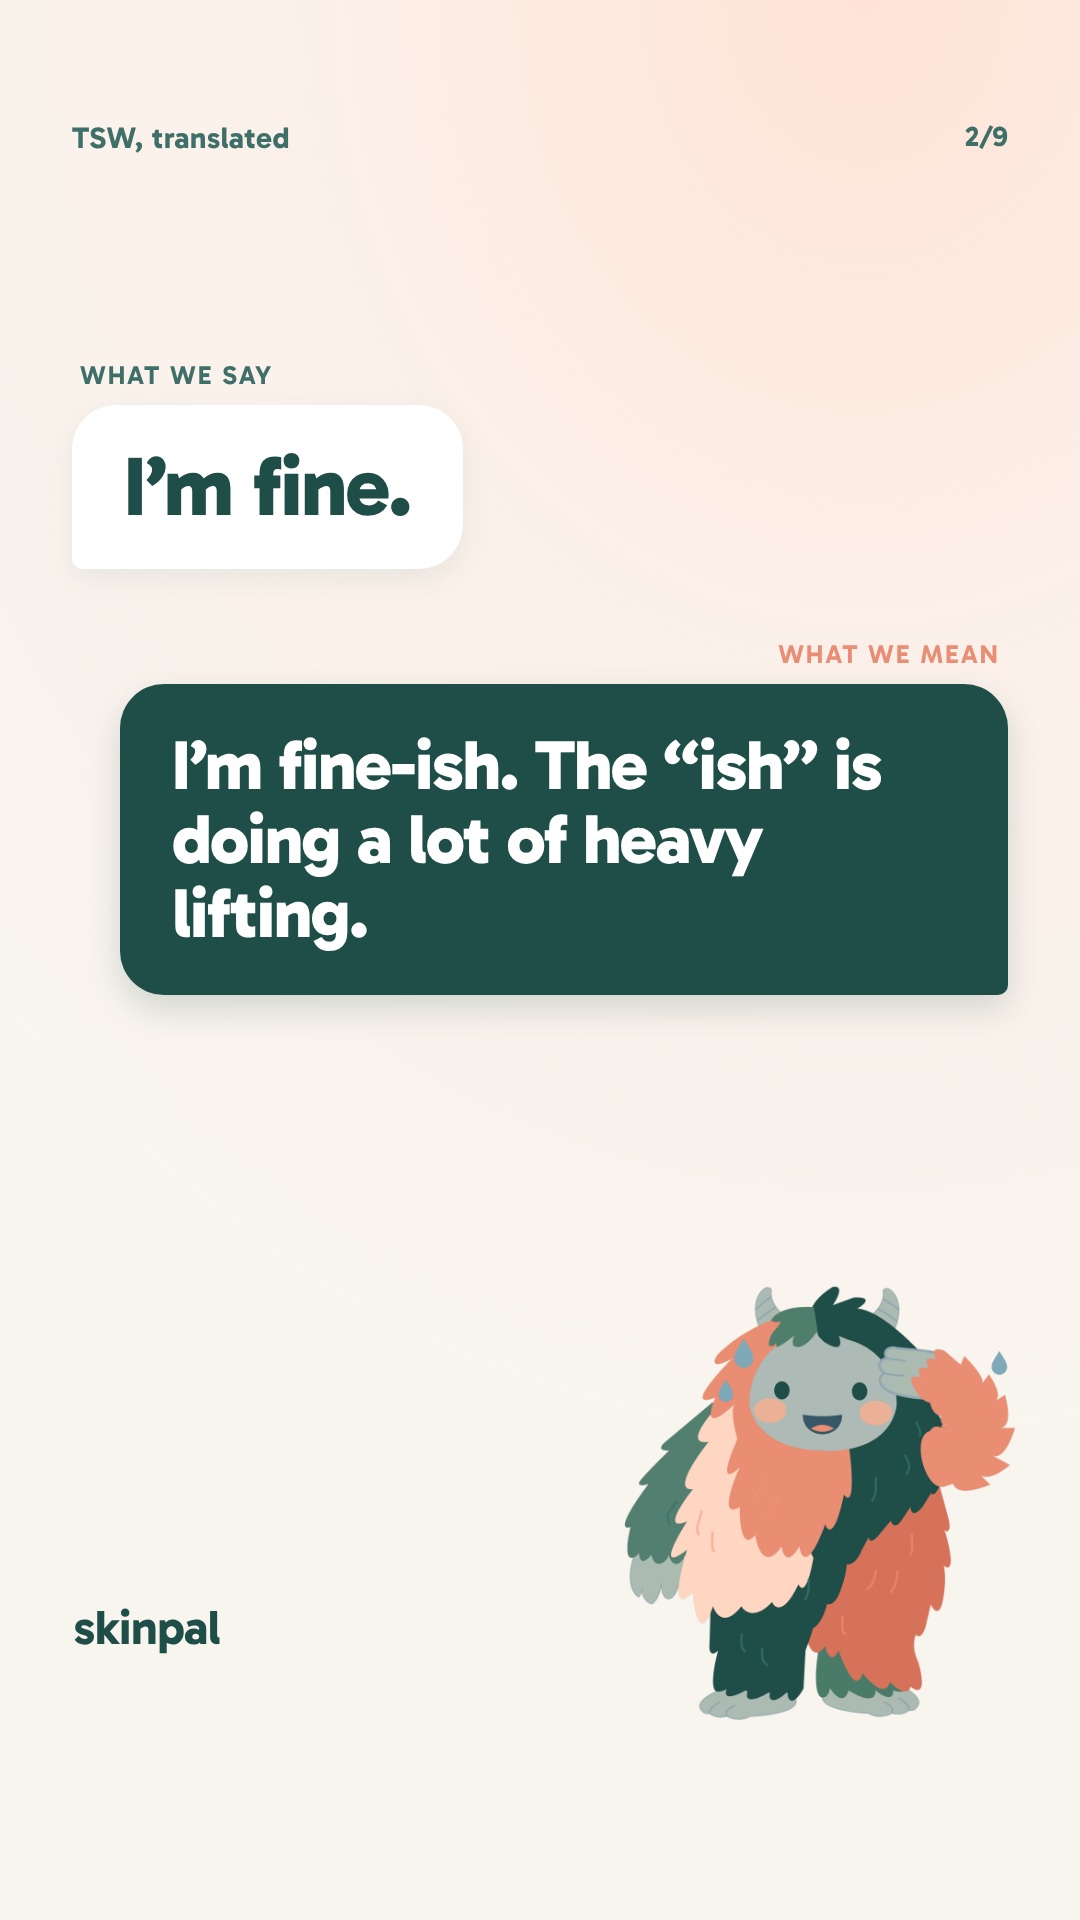 TSW, translated
2/9
WHAT WE SAY
I’m fine.
WHAT WE MEAN
I’m fine-ish. The “ish” is
doing a lot of heavy
lifting.
skinpal